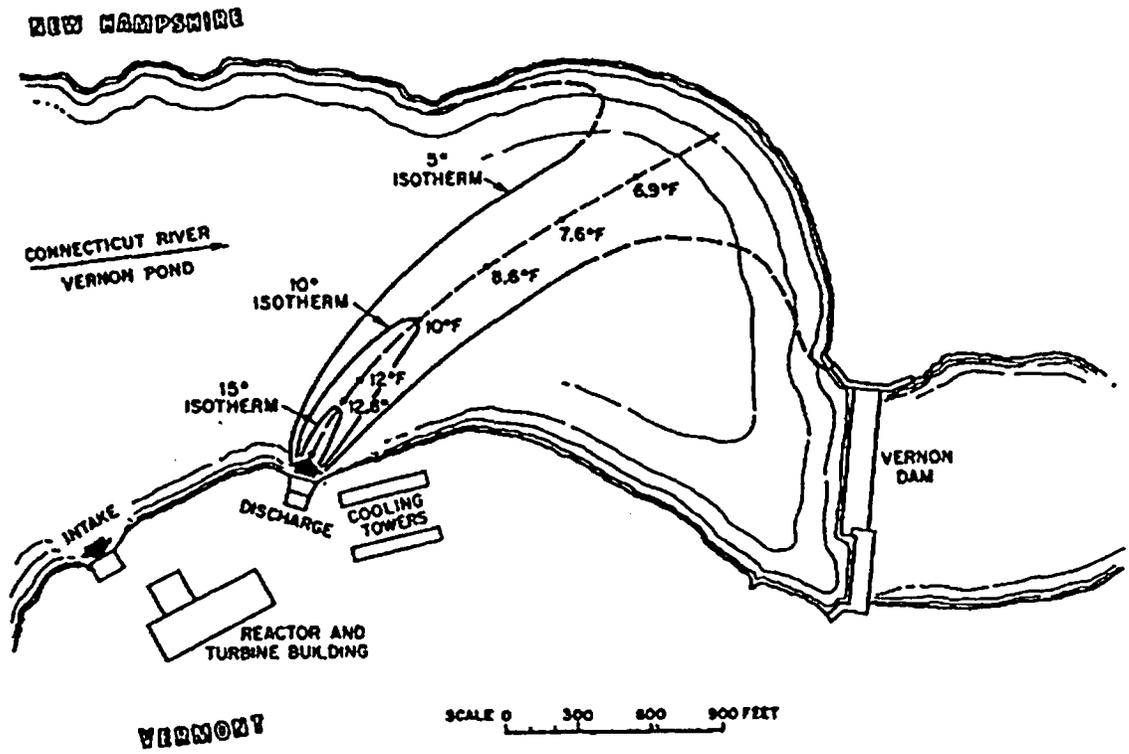 NEW HAMPSHIRE
5°
ISOTHERM
6.9°F
7.6°F
8.6°F
CONNECTICUT RIVER
VERNON POND
10°
ISOTHERM
10°F
12°F
12.8°
15°
ISOTHERM
VERNON
DAM
DISCHARGE
COOLING
TOWERS
INTAKE
REACTOR AND
TURBINE BUILDING
SCALE 0 300 600 900 FEET
VERMONT